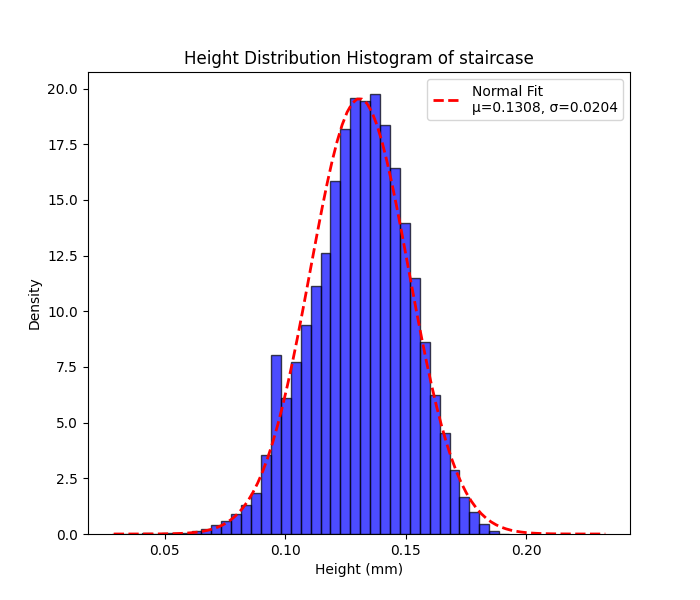 Height Distribution Histogram of staircase
Normal Fit
μ=0.1308, σ=0.0204
20.0
17.5
15.0
12.5
10.0
7.5
5.0
2.5
0.0
Density
0.05 0.10 0.15 0.20
Height (mm)